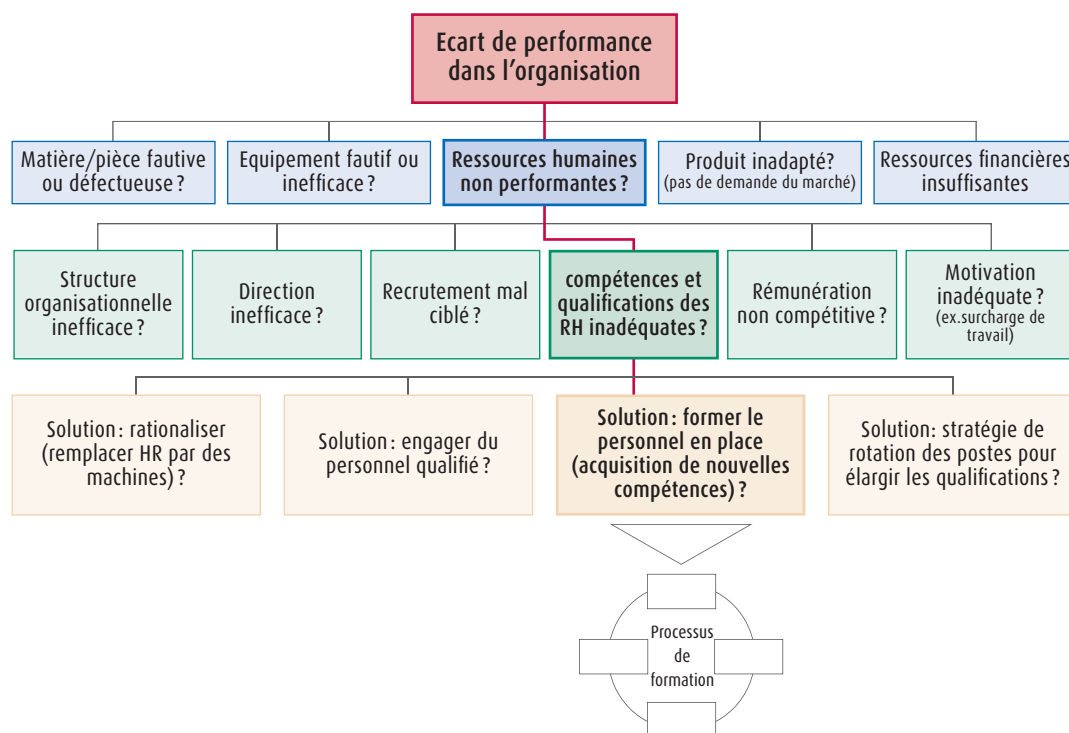 Ecart de performance
dans l'organisation
Matière/pièce fautive
ou défectueuse ?
Equipement fautif ou
inefficace ?
Ressources humaines
non performantes ?
Produit inadapté?
(pas de demande du marché)
Ressources financières
insuffisantes
Structure
organisationnelle
inefficace ?
Direction
inefficace ?
Recrutement mal
ciblé ?
compétences et
qualifications des
RH inadéquates ?
Rémunération
non compétitive ?
Motivation
inadéquate ?
(ex.surcharge de
travail)
Solution : rationaliser
(remplacer HR par des
machines) ?
Solution : engager du
personnel qualifié ?
Solution : former le
personnel en place
(acquisition de nouvelles
compétences) ?
Solution: stratégie de
rotation des postes pour
élargir les qualifications ?
Processus
de
formation